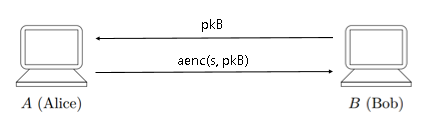 pkB
aenc(s, pkB)
A (Alice)
B (Bob)